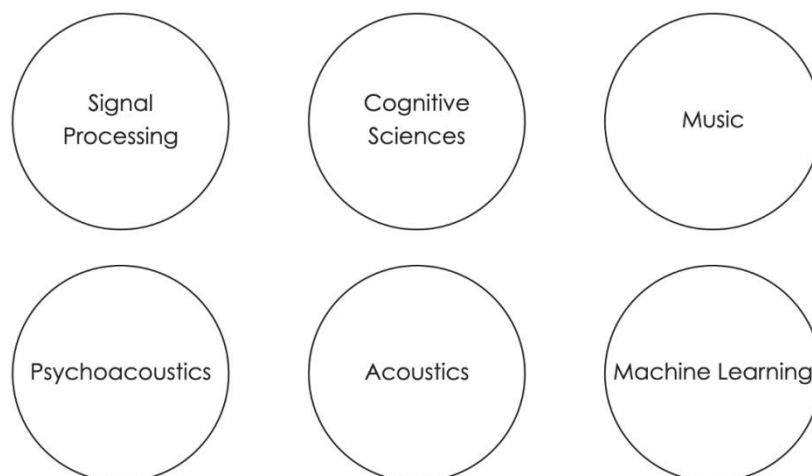 Signal
Processing
Cognitive
Sciences
Music
Psychoacoustics
Acoustics
Machine Learning